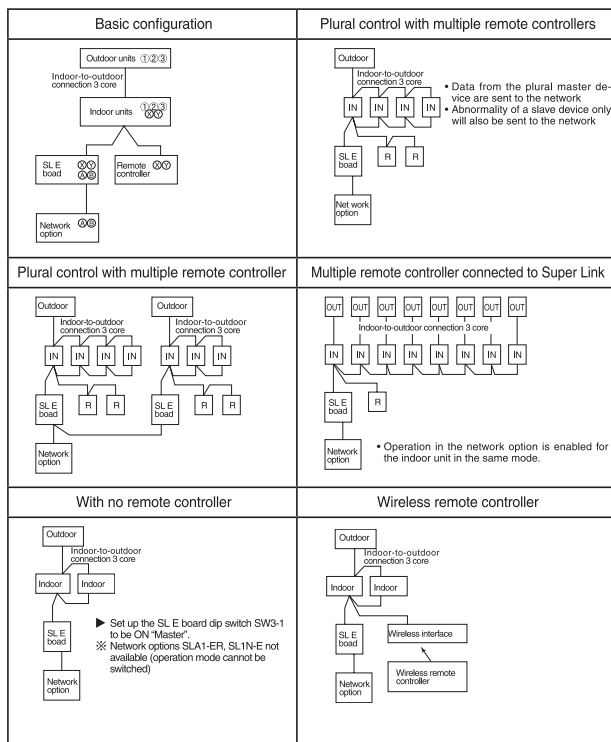 Basic configuration
Outdoor units ①②③
Indoor-to-outdoor
connection 3 core
Indoor units ①②③
ⓍⓎ
SL E
boad
ⓍⓎ
ⒶⒷ
Remote
controller
ⓍⓎ
Network
option
ⒶⒷ
Plural control with multiple remote controllers
Outdoor
Indoor-to-outdoor
connection 3 core
IN IN IN IN
• Data from the plural master de-
vice are sent to the network
• Abnormality of a slave device only
will also be sent to the network
SL E
boad
R R
Net work
option
Plural control with multiple remote controller
Outdoor Outdoor
Indoor-to-outdoor
connection 3 core
Indoor-to-outdoor
connection 3 core
IN IN IN IN IN IN IN IN
R R R R
SL E
boad
SL E
boad
Network
option
Multiple remote controller connected to Super Link
OUT OUT OUT OUT OUT OUT OUT OUT
Indoor-to-outdoor connection 3 core
IN IN IN IN IN IN IN IN
SL E
boad
R
Network
option
• Operation in the network option is enabled for
the indoor unit in the same mode.
With no remote controller
Outdoor
Indoor-to-outdoor
connection 3 core
Indoor Indoor
SL E
boad
Network
option
▶ Set up the SL E board dip switch SW3-1
to be ON "Master".
※ Network options SLA1-ER, SL1N-E not
available (operation mode cannot be
switched)
Wireless remote controller
Outdoor
Indoor-to-outdoor
connection 3 core
Indoor Indoor
SL E
boad
Wireless interface
Network
option
Wireless remote
controller